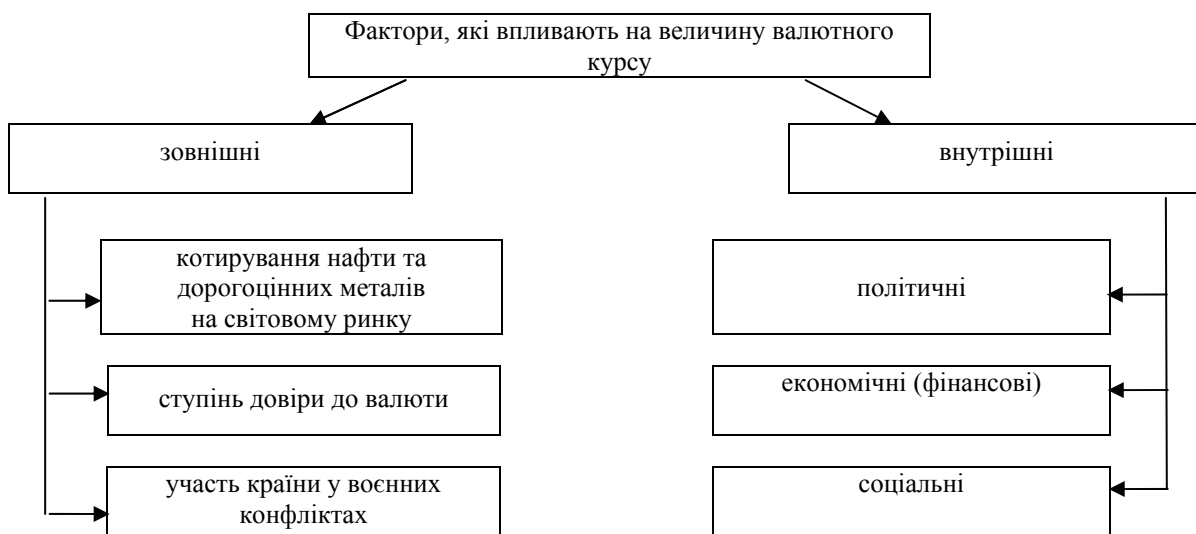 Фактори, які впливають на величину валютного
курсу
зовнішні
внутрішні
котирування нафти та
дорогоцінних металів
на світовому ринку
політичні
ступінь довіри до валюти
економічні (фінансові)
участь країни у воєнних
конфліктах
соціальні